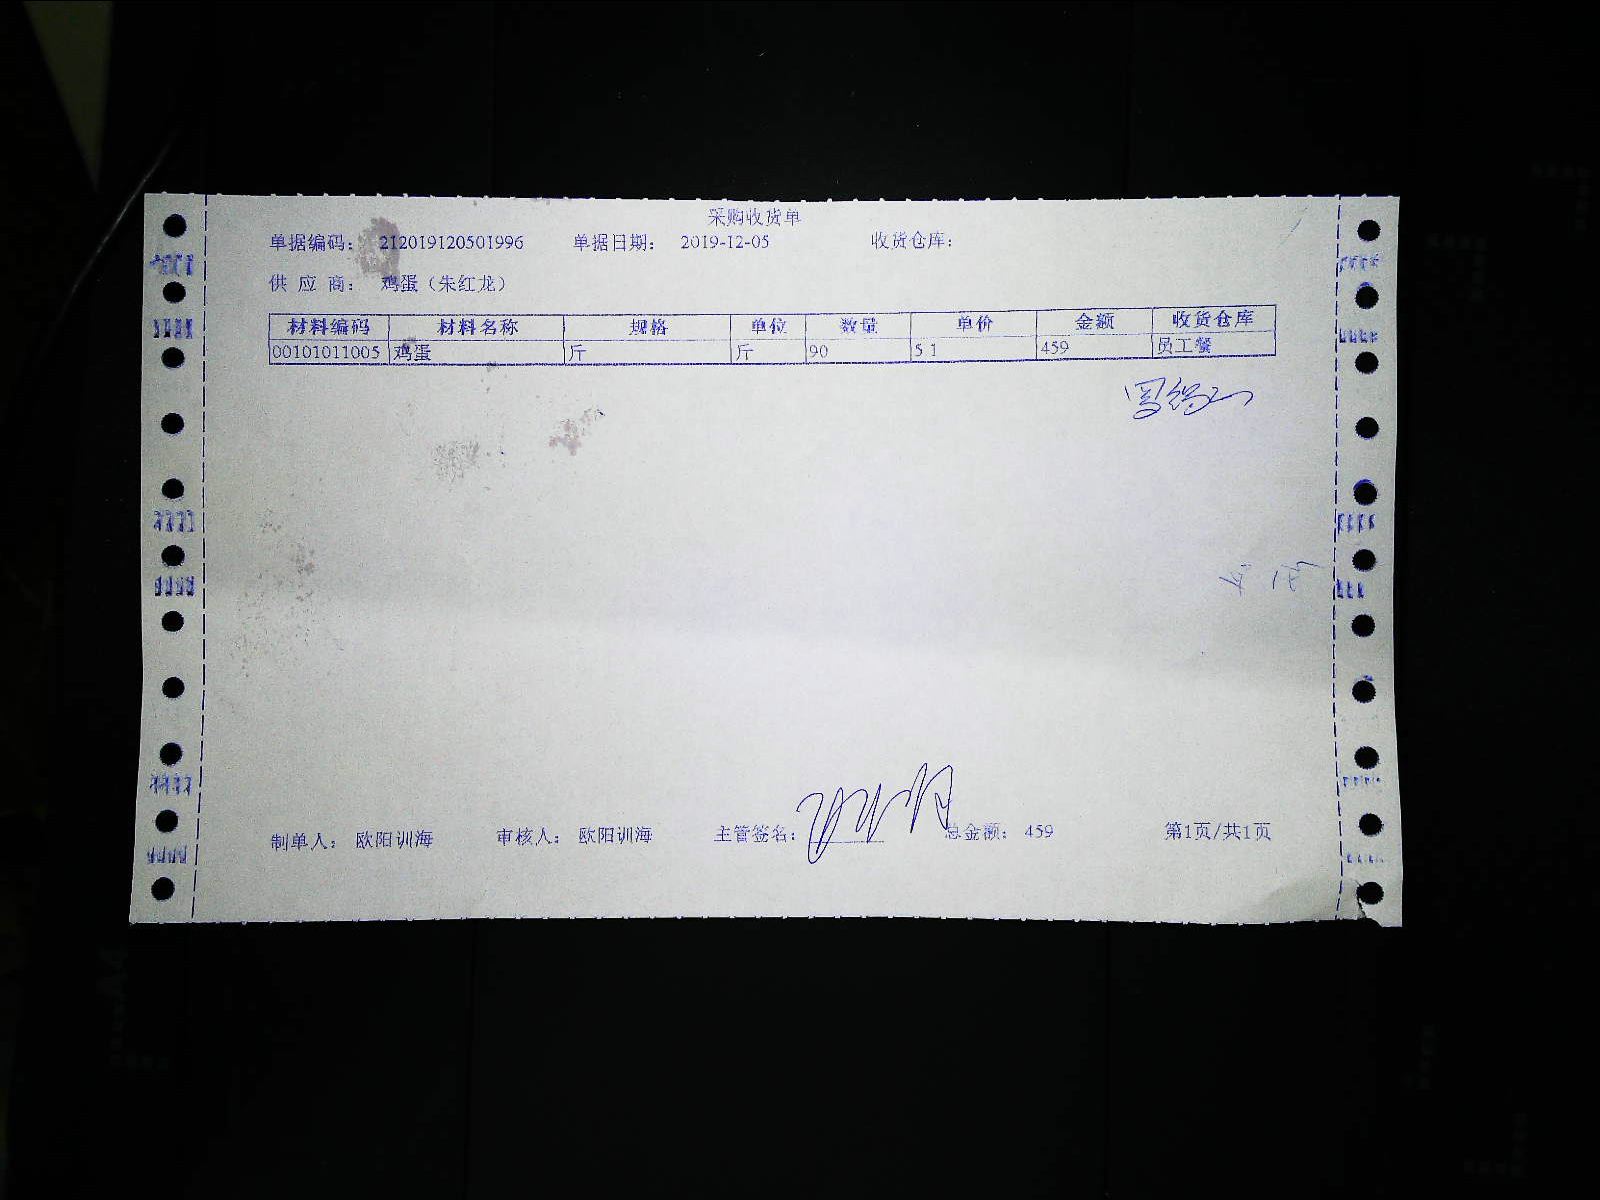 采购收货单
单据编码： 212019120501996 单据日期： 2019-12-05 收货仓库：
供 应 商： 鸡蛋（朱红龙）
材料编码 材料名称 规格 单位 数量 单价 金额 收货仓库
00101011005 鸡蛋 斤 斤 90 5.1 459 员工餐
制单人： 欧阳训海 审核人： 欧阳训海 主管签名： 总金额： 459 第1页/共1页